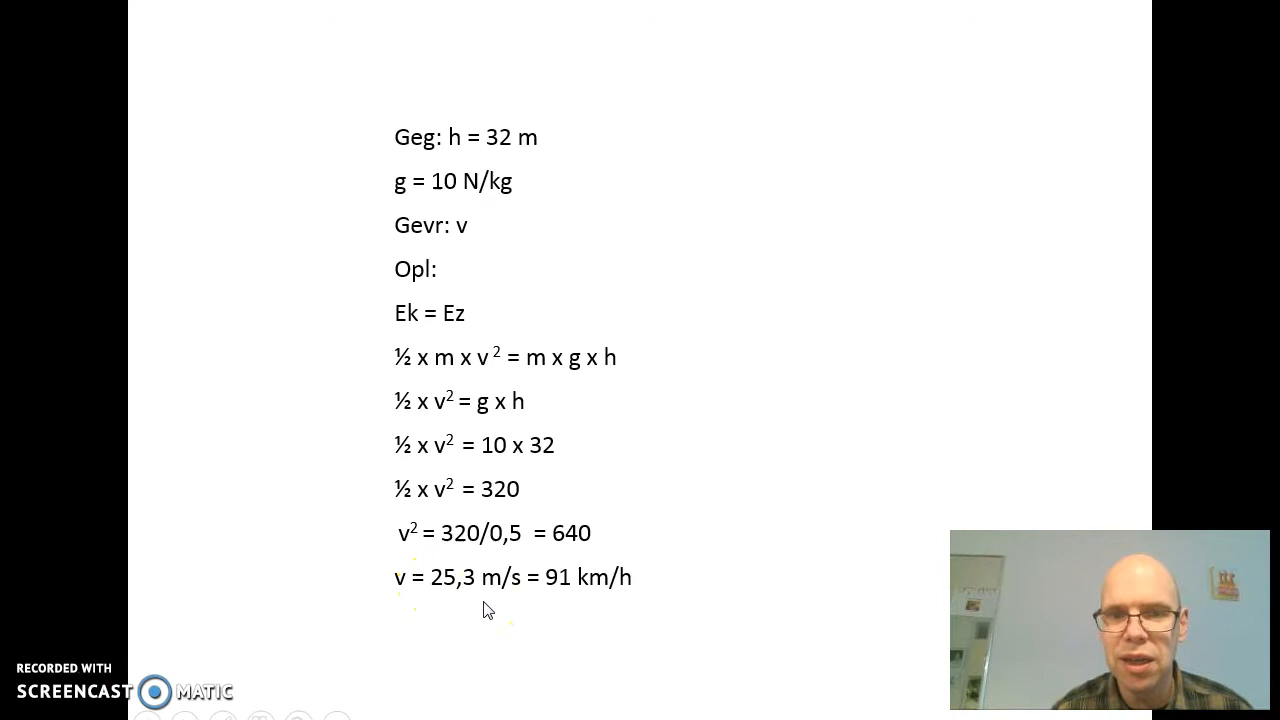 Geg: h = 32 m
g = 10 N/kg
Gevr: v
Opl:
Ek = Ez
½ x m x v² = m x g x h
½ x v² = g x h
½ x v² = 10 x 32
½ x v² = 320
v² = 320/0,5 = 640
v = 25,3 m/s = 91 km/h
RECORDED WITH
SCREENCAST MATIC